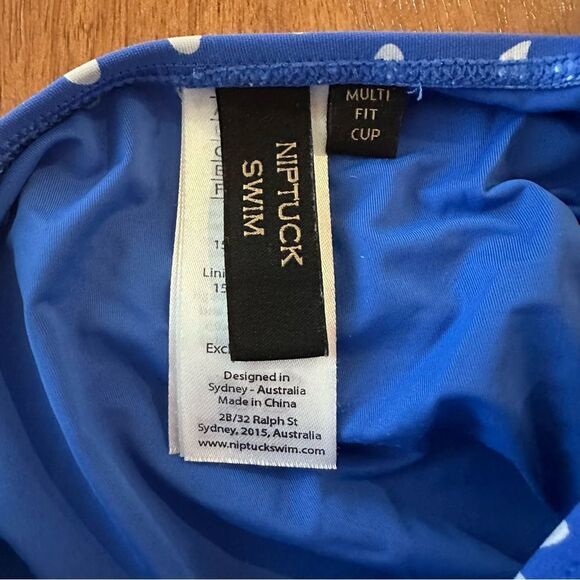 NIPTUCK
SWIM
MULTI
FIT
CUP
15
Lini
15
Exc
Designed in
Sydney - Australia
Made in China
2B/32 Ralph St
Sydney, 2015, Australia
www.niptuckswim.com